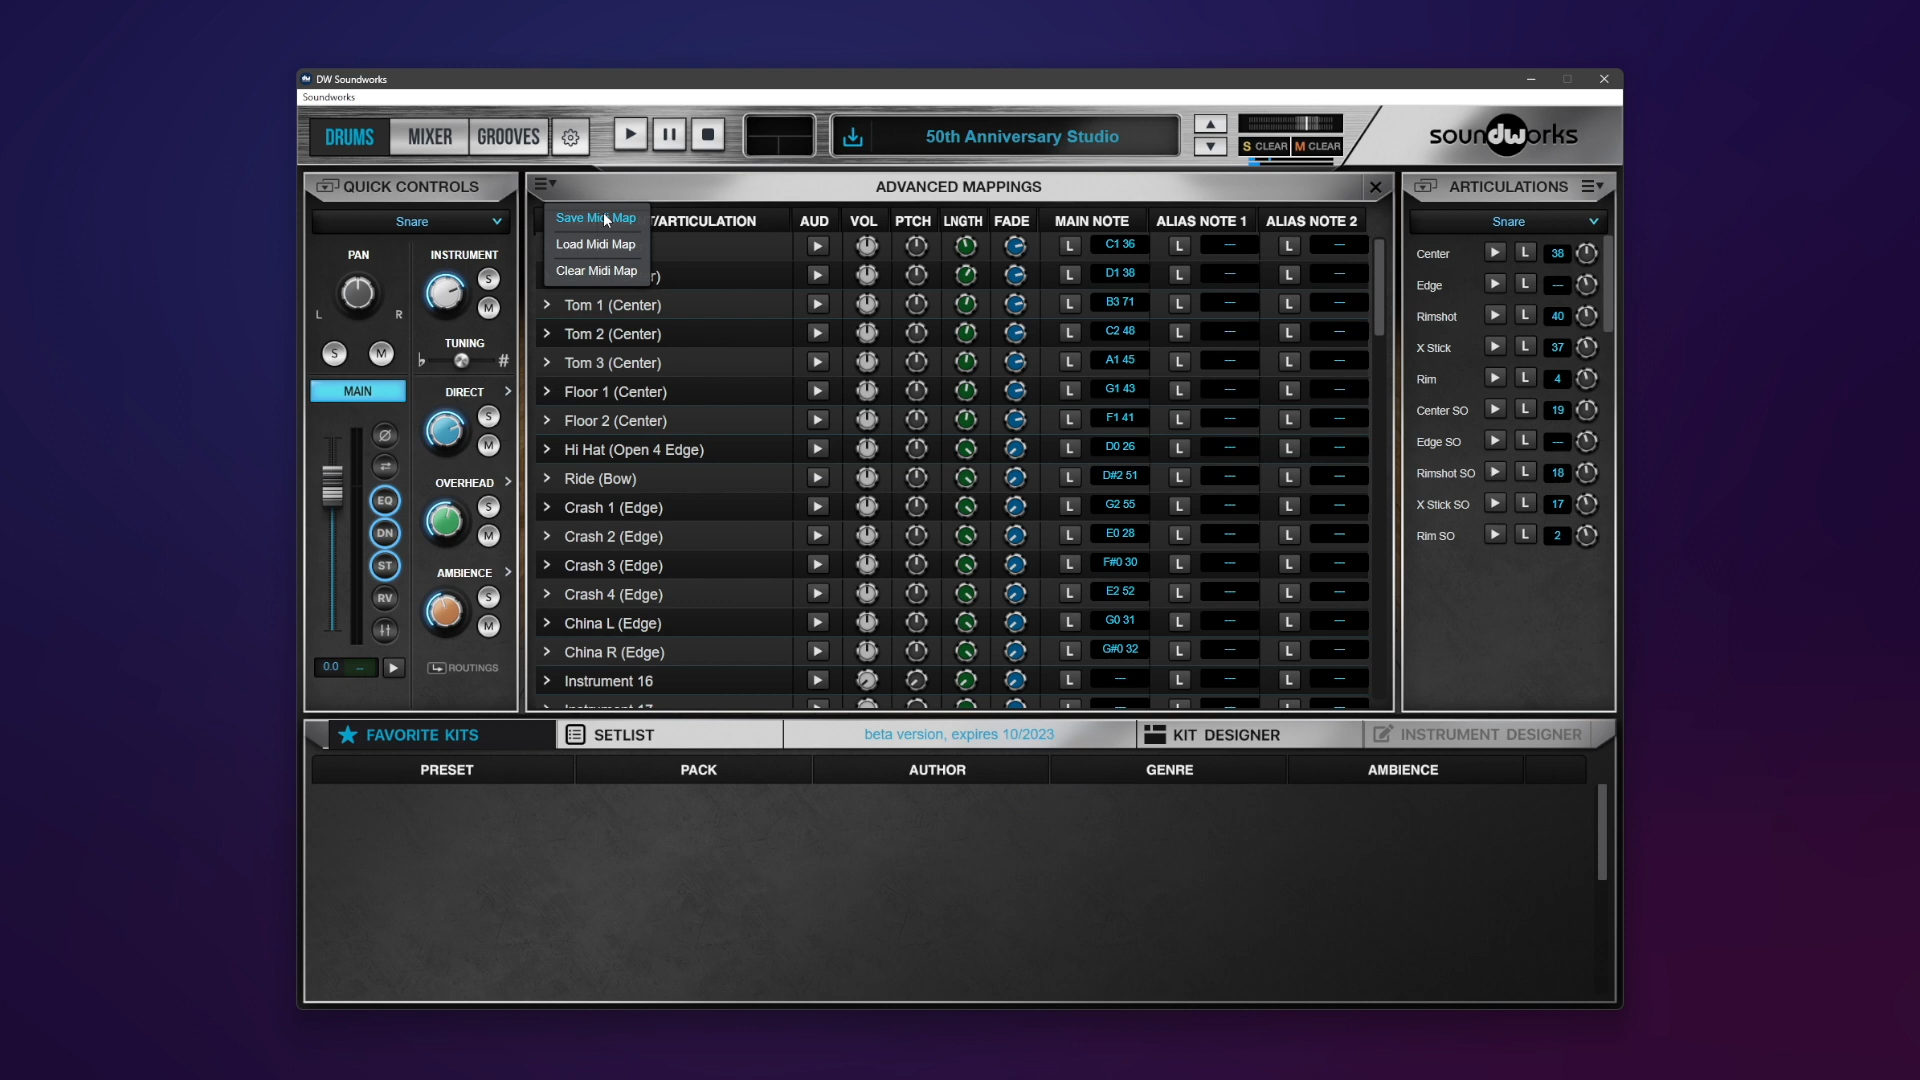 DW Soundworks
Soundworks
DRUMS MIXER GROOVES
50th Anniversary Studio
S CLEAR M CLEAR
soundworks
QUICK CONTROLS
Snare
PAN
L R
S M
MAIN
EQ
DN
ST
RV
0.0 --
INSTRUMENT
S
M
TUNING
♭ #
DIRECT >
S
M
OVERHEAD >
S
M
AMBIENCE >
S
M
ROUTINGS
ADVANCED MAPPINGS
Save Midi Map
Load Midi Map
Clear Midi Map
T/ARTICULATION AUD VOL PTCH LNGTH FADE MAIN NOTE ALIAS NOTE 1 ALIAS NOTE 2
L C1 36 L --- L ---
r) L D1 38 L --- L ---
> Tom 1 (Center) L B3 71 L --- L ---
> Tom 2 (Center) L C2 48 L --- L ---
> Tom 3 (Center) L A1 45 L --- L ---
> Floor 1 (Center) L G1 43 L --- L ---
> Floor 2 (Center) L F1 41 L --- L ---
> Hi Hat (Open 4 Edge) L D0 26 L --- L ---
> Ride (Bow) L D#2 51 L --- L ---
> Crash 1 (Edge) L G2 55 L --- L ---
> Crash 2 (Edge) L E0 28 L --- L ---
> Crash 3 (Edge) L F#0 30 L --- L ---
> Crash 4 (Edge) L E2 52 L --- L ---
> China L (Edge) L G0 31 L --- L ---
> China R (Edge) L G#0 32 L --- L ---
> Instrument 16 L --- L --- L ---
ARTICULATIONS
Snare
Center L 38
Edge L ---
Rimshot L 40
X Stick L 37
Rim L 4
Center SO L 19
Edge SO L ---
Rimshot SO L 18
X Stick SO L 17
Rim SO L 2
FAVORITE KITS SETLIST beta version, expires 10/2023 KIT DESIGNER INSTRUMENT DESIGNER
PRESET PACK AUTHOR GENRE AMBIENCE